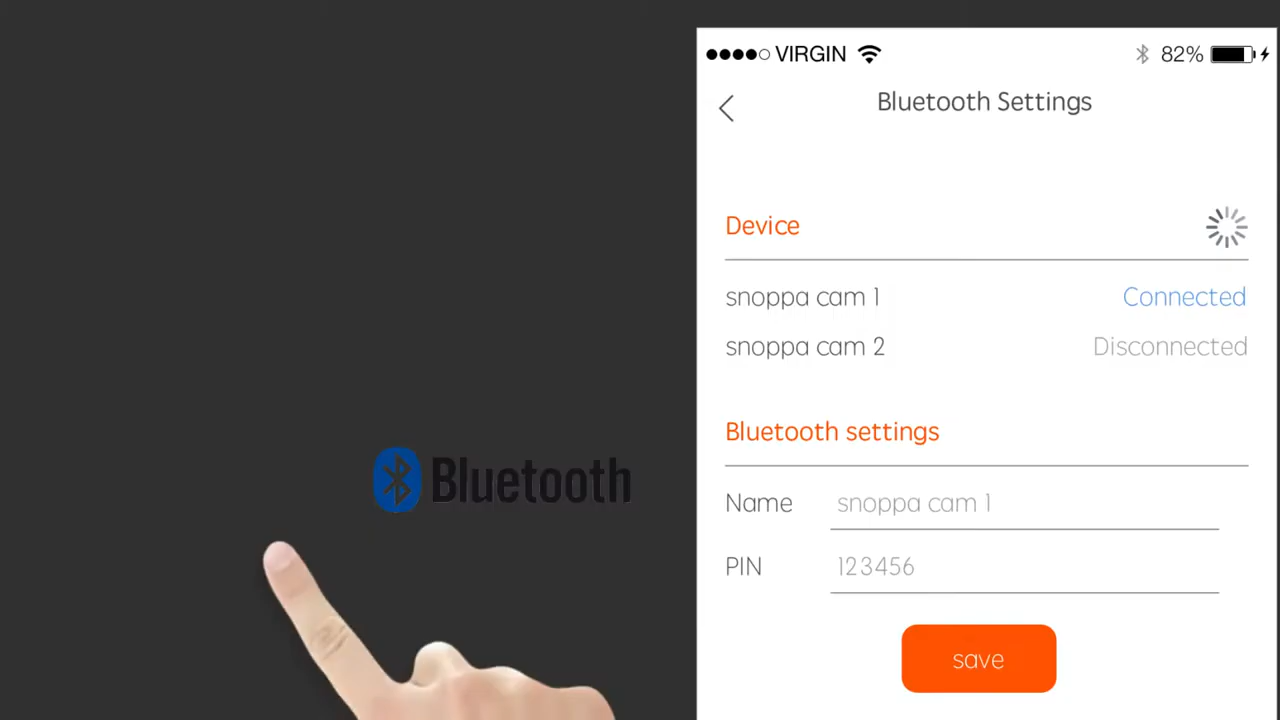 VIRGIN 82%
Bluetooth Settings
Device
snoppa cam 1 Connected
snoppa cam 2 Disconnected
Bluetooth settings
Name snoppa cam 1
PIN 123456
save
Bluetooth